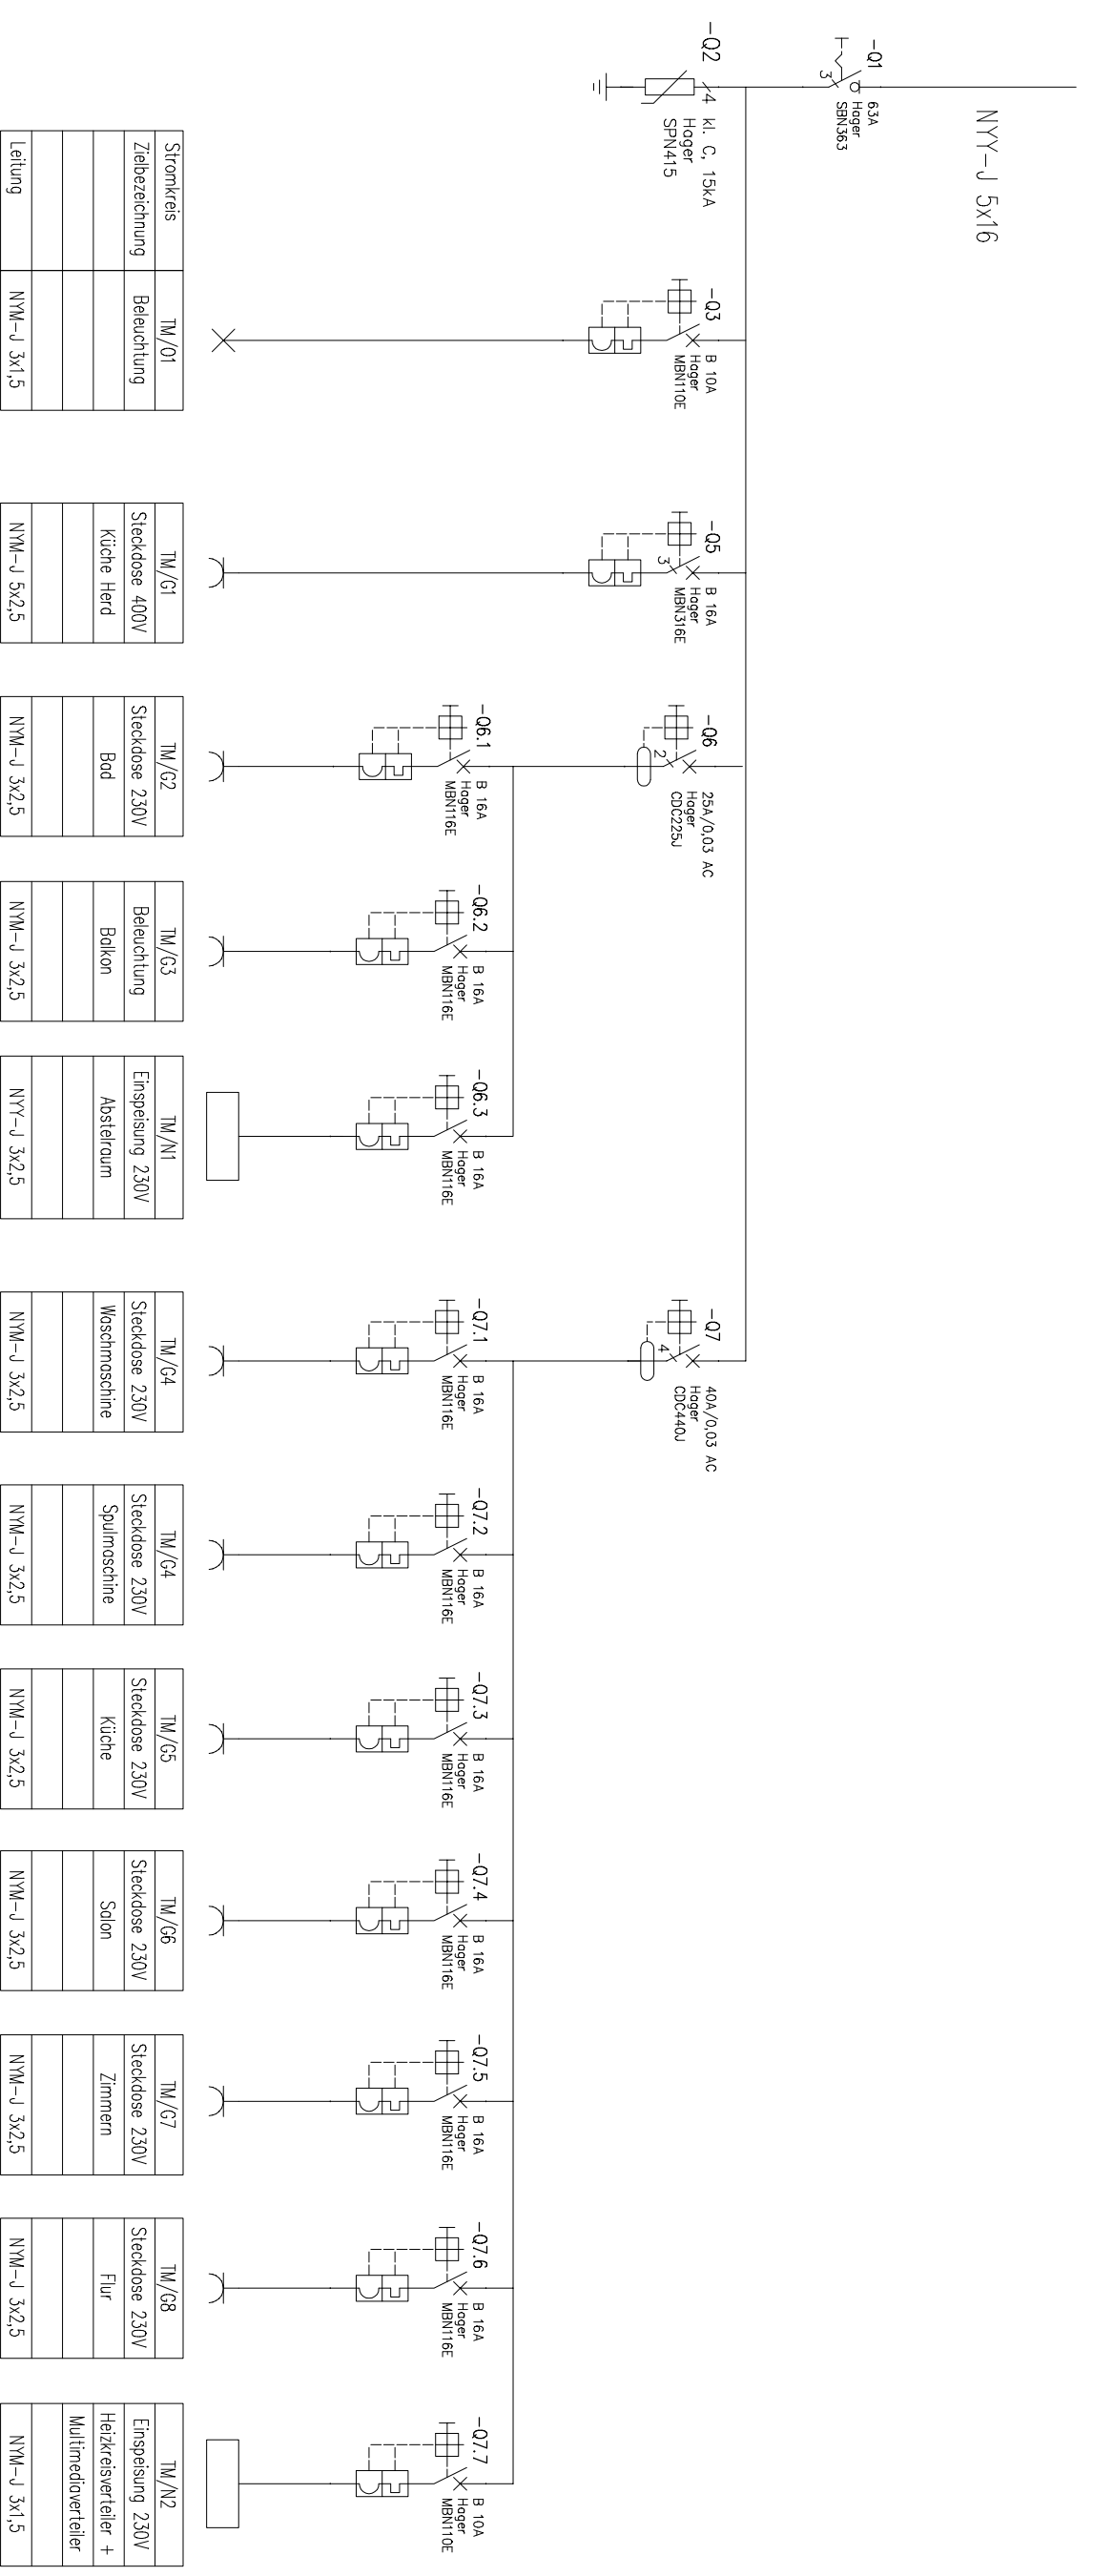 NYY-J 5x16
-Q1
63A
Hager
SBN363
3
-Q2
4
kl. C, 15kA
Hager
SPN415
-Q3
B 10A
Hager
MBN110E
-Q5
B 16A
Hager
MBN316E
3
-Q6
25A/0,03 AC
Hager
CDC225J
2
-Q7
40A/0,03 AC
Hager
CDC440J
4
-Q6.1
B 16A
Hager
MBN116E
-Q6.2
B 16A
Hager
MBN116E
-Q6.3
B 16A
Hager
MBN116E
-Q7.1
B 16A
Hager
MBN116E
-Q7.2
B 16A
Hager
MBN116E
-Q7.3
B 16A
Hager
MBN116E
-Q7.4
B 16A
Hager
MBN116E
-Q7.5
B 16A
Hager
MBN116E
-Q7.6
B 16A
Hager
MBN116E
-Q7.7
B 10A
Hager
MBN110E
Stromkreis
Zielbezeichnung
Leitung
TM/01
Beleuchtung
NYM-J 3x1,5
TM/G1
Steckdose 400V
Küche Herd
NYM-J 5x2,5
TM/G2
Steckdose 230V
Bad
NYM-J 3x2,5
TM/G3
Beleuchtung
Balkon
NYM-J 3x2,5
TM/N1
Einspeisung 230V
Abstelraum
NYY-J 3x2,5
TM/G4
Steckdose 230V
Waschmaschine
NYM-J 3x2,5
TM/G4
Steckdose 230V
Spulmaschine
NYM-J 3x2,5
TM/G5
Steckdose 230V
Küche
NYM-J 3x2,5
TM/G6
Steckdose 230V
Salon
NYM-J 3x2,5
TM/G7
Steckdose 230V
Zimmern
NYM-J 3x2,5
TM/G8
Steckdose 230V
Flur
NYM-J 3x2,5
TM/N2
Einspeisung 230V
Heizkreisverteiler +
Multimediaverteiler
NYM-J 3x1,5